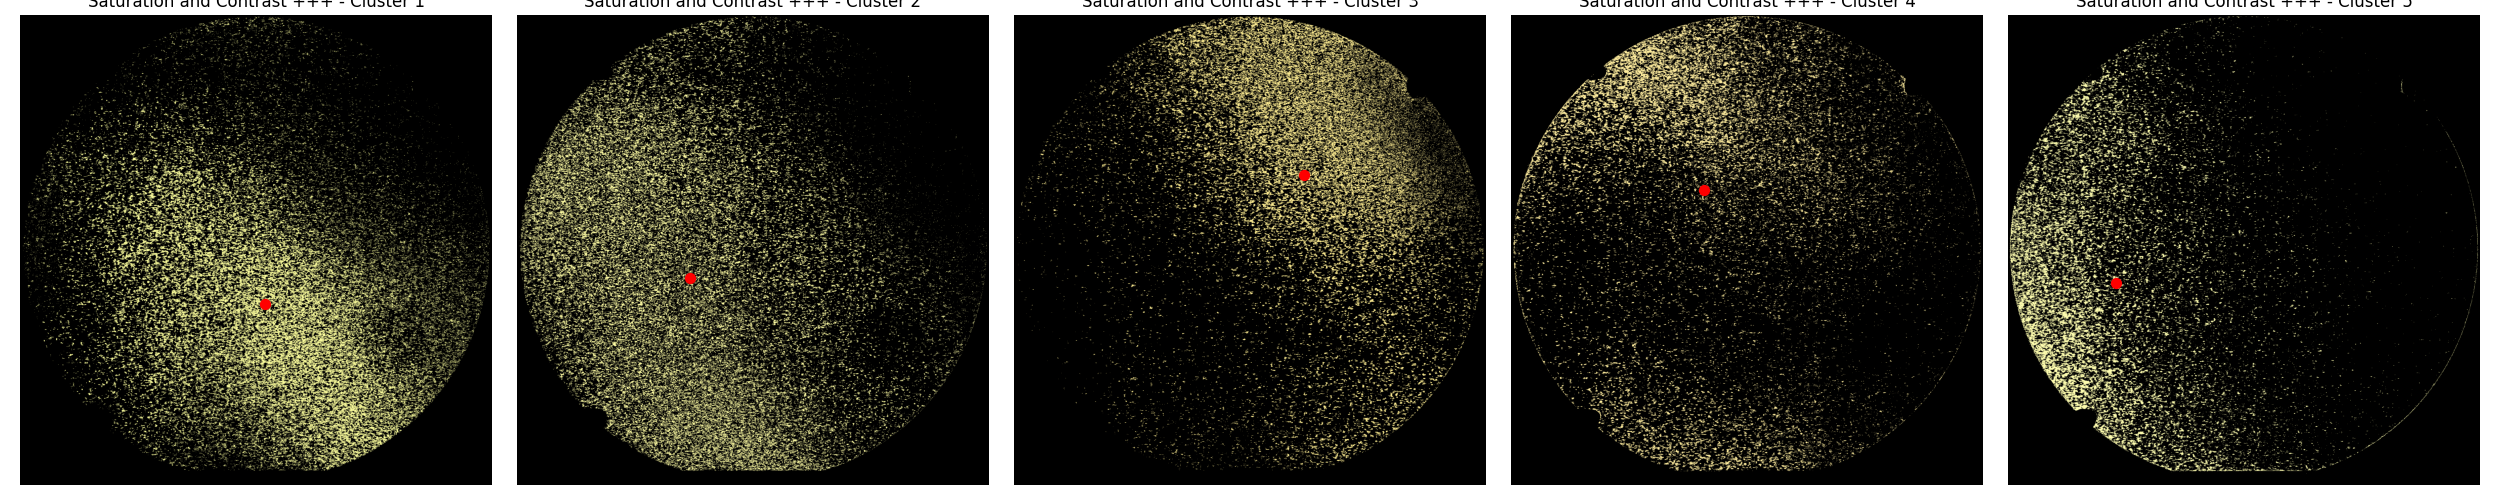 Saturation and Contrast +++ - Cluster 1
Saturation and Contrast +++ - Cluster 2
Saturation and Contrast +++ - Cluster 3
Saturation and Contrast +++ - Cluster 4
Saturation and Contrast +++ - Cluster 5